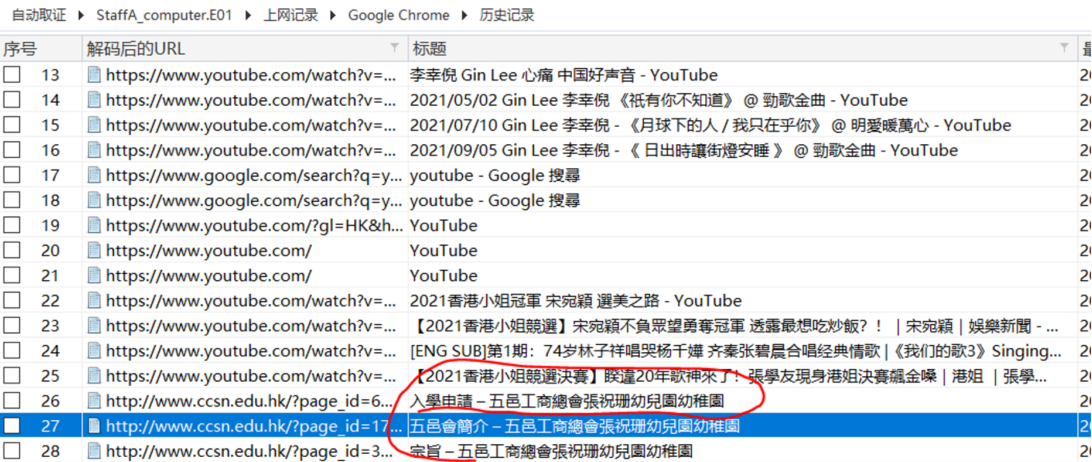 自动取证 ▸ StaffA_computer.E01 ▸ 上网记录 ▸ Google Chrome ▸ 历史记录
序号 解码后的URL 标题
13 https://www.youtube.com/watch?v=... 李幸倪 Gin Lee 心痛 中国好声音 - YouTube 20
14 https://www.youtube.com/watch?v=... 2021/05/02 Gin Lee 李幸倪 《祇有你不知道》 @ 勁歌金曲 - YouTube 20
15 https://www.youtube.com/watch?v=... 2021/07/10 Gin Lee 李幸倪 - 《月球下的人 / 我只在乎你》 @ 明愛暖萬心 - YouTube 20
16 https://www.youtube.com/watch?v=... 2021/09/05 Gin Lee 李幸倪 - 《 日出時讓街燈安睡 》 @ 勁歌金曲 - YouTube 20
17 https://www.google.com/search?q=y... youtube - Google 搜尋 20
18 https://www.google.com/search?q=y... youtube - Google 搜尋 20
19 https://www.youtube.com/?gl=HK&h... YouTube 20
20 https://www.youtube.com/ YouTube 20
21 https://www.youtube.com/ YouTube 20
22 https://www.youtube.com/watch?v=... 2021香港小姐冠軍 宋宛穎 選美之路 - YouTube 20
23 https://www.youtube.com/watch?v=... 【2021香港小姐競選】宋宛穎不負眾望勇奪冠軍 透露最想吃炒飯？！｜宋宛穎｜娛樂新聞 - ... 20
24 https://www.youtube.com/watch?v=... [ENG SUB]第1期：74岁林子祥唱哭杨千嬅 齐秦张碧晨合唱经典情歌 |《我们的歌3》Singing... 20
25 https://www.youtube.com/watch?v=... 【2021香港小姐競選決賽】睽違20年歌神來了！張學友現身港姐決賽飆金嗓｜港姐 ｜張學... 20
26 http://www.ccsn.edu.hk/?page_id=6... 入學申請 – 五邑工商總會張祝珊幼兒園幼稚園 20
27 http://www.ccsn.edu.hk/?page_id=17... 五邑會簡介 – 五邑工商總會張祝珊幼兒園幼稚園 20
28 http://www.ccsn.edu.hk/?page_id=3... 宗旨 – 五邑工商總會張祝珊幼兒園幼稚園 20